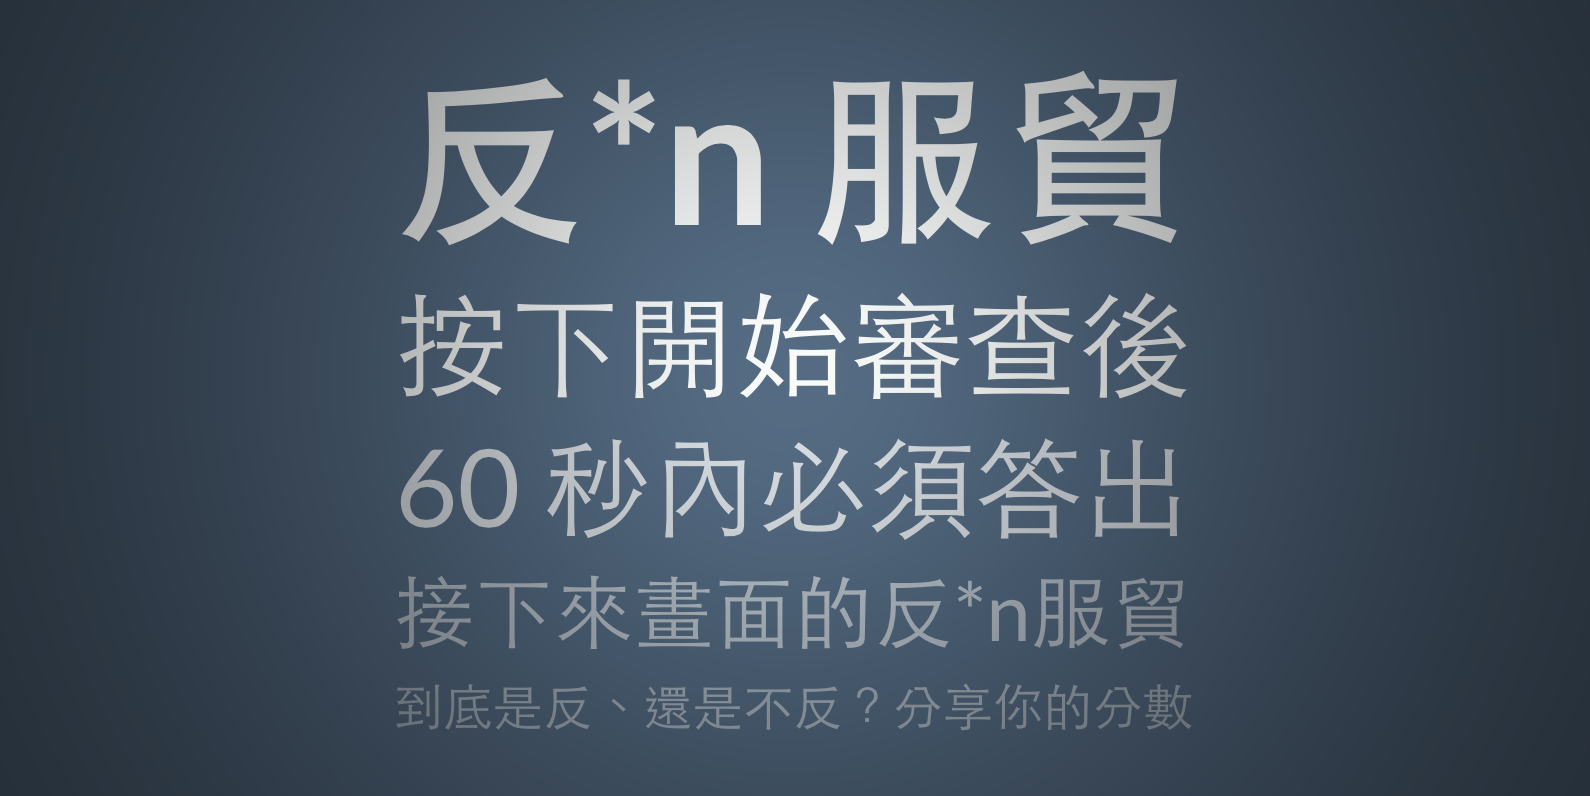 反*n 服貿
按下開始審查後
60 秒內必須答出
接下來畫面的反*n服貿
到底是反、還是不反？分享你的分數